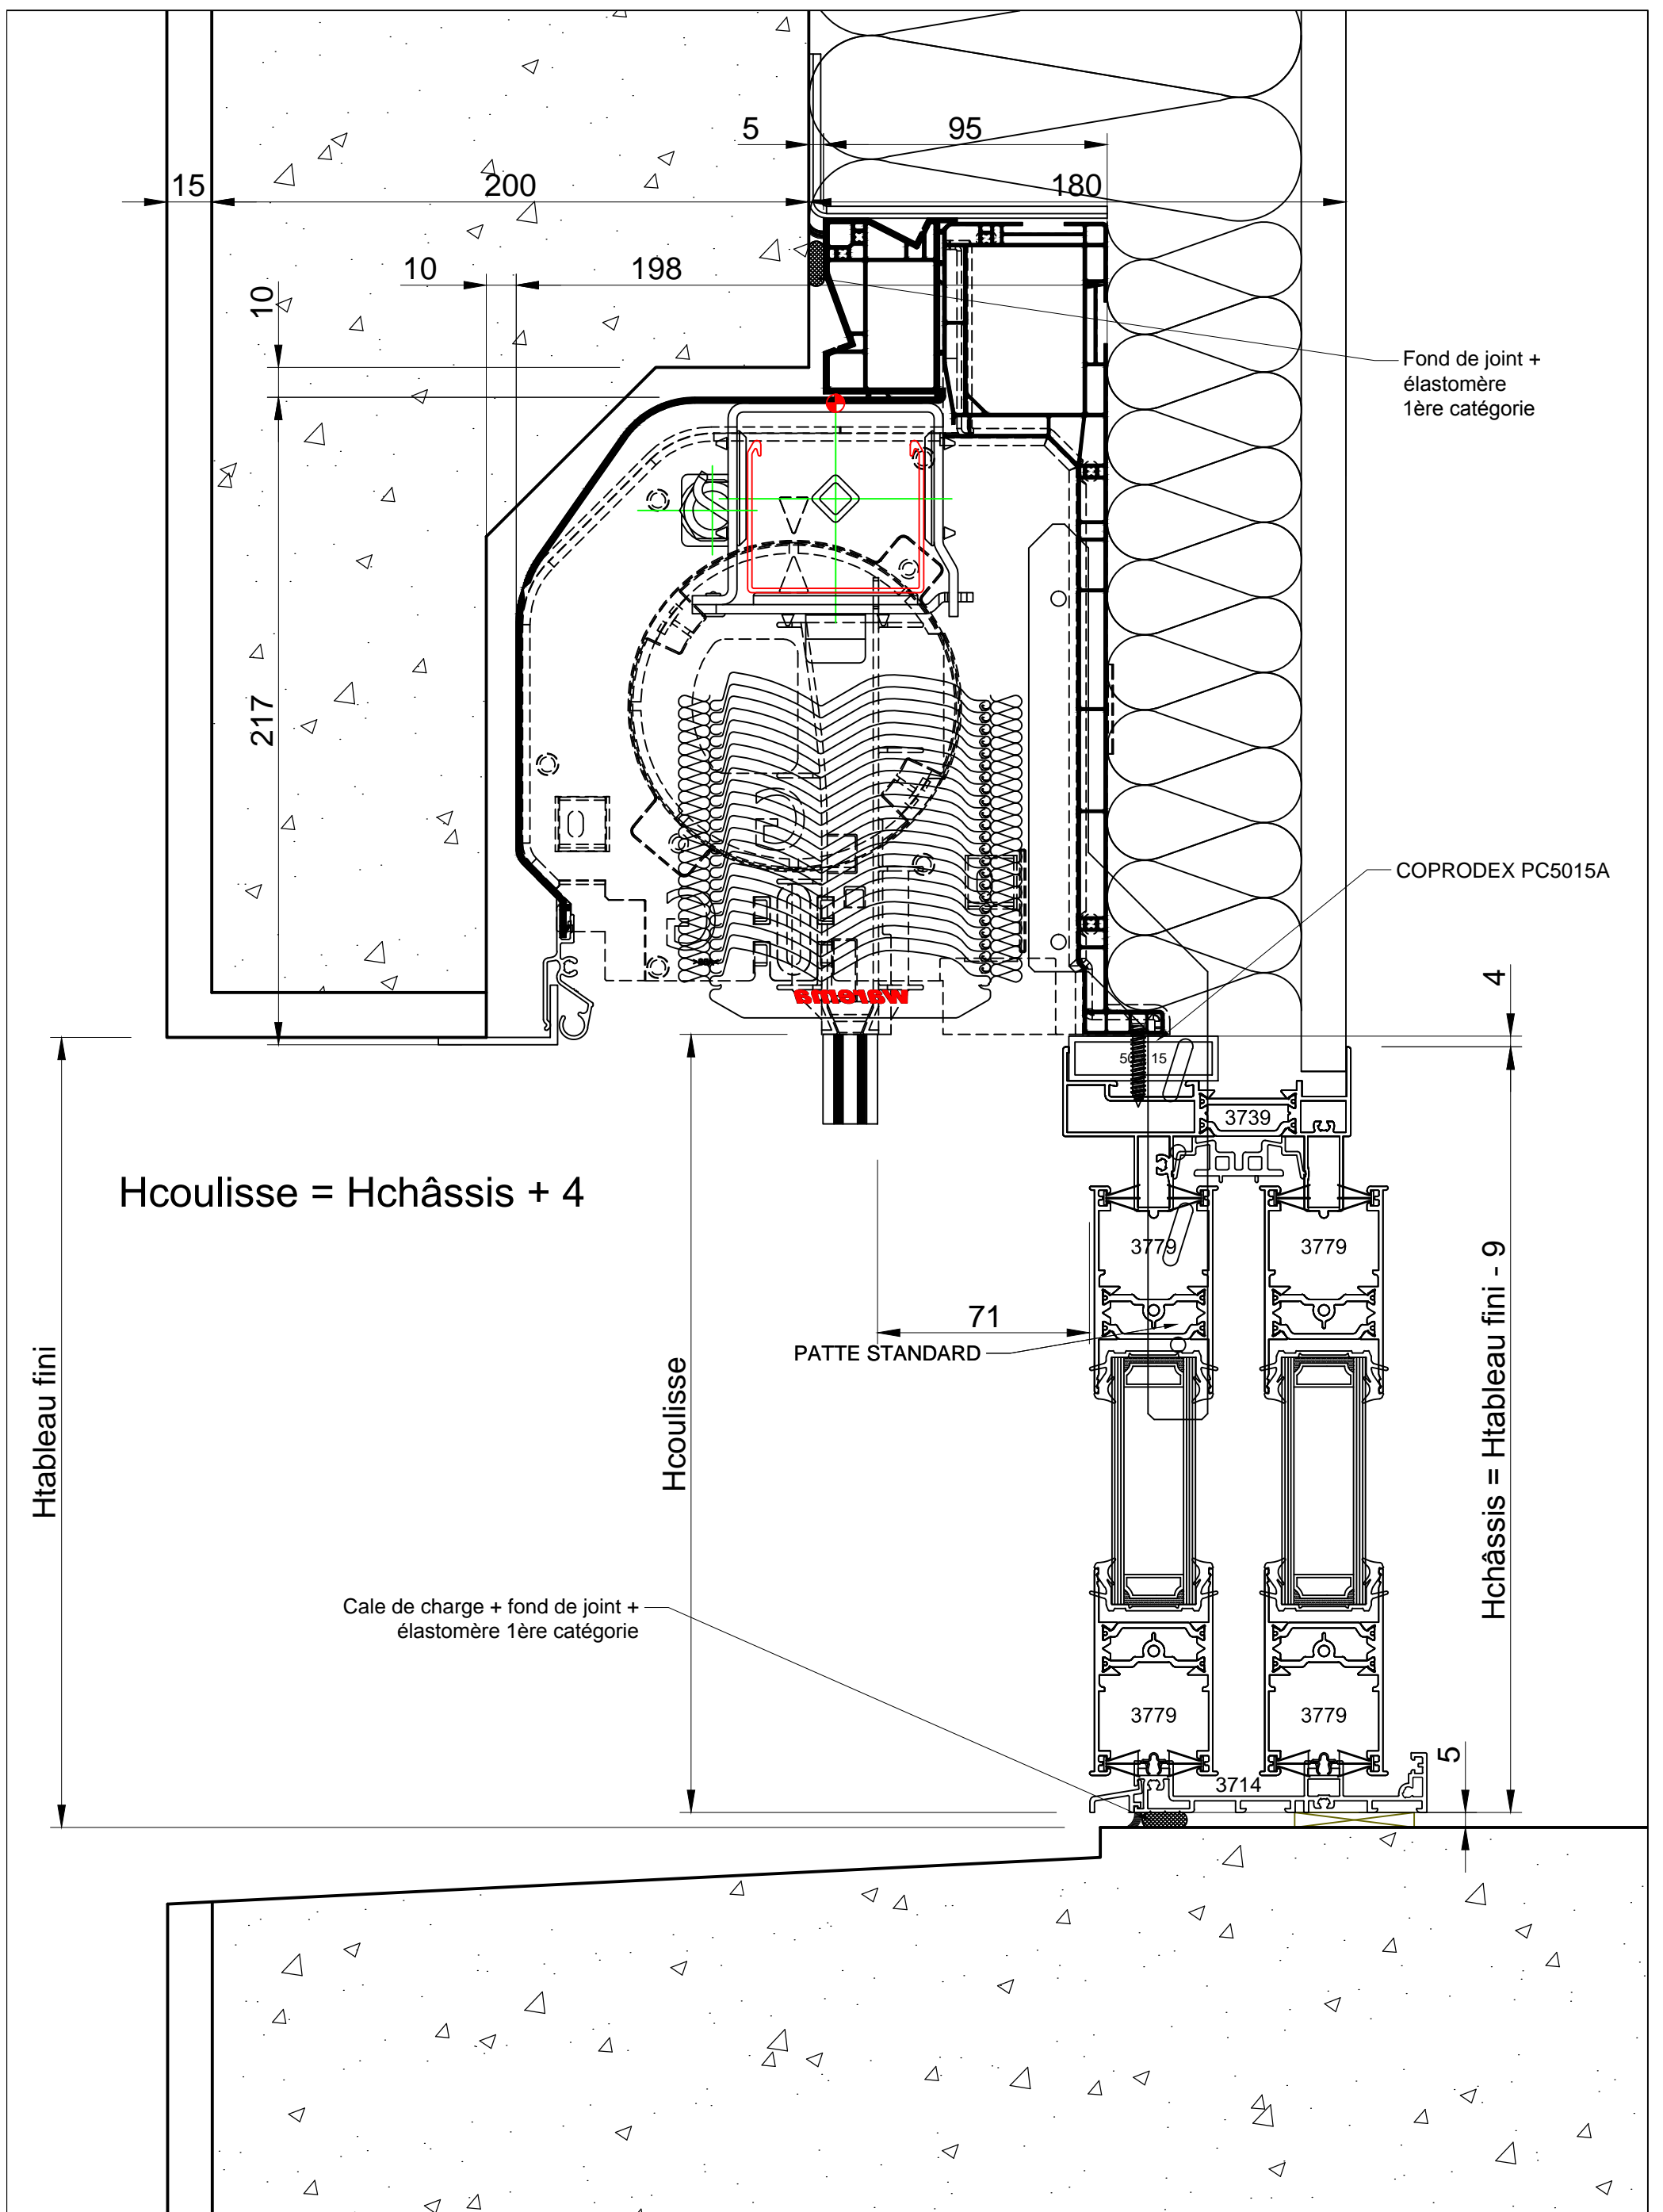 5
95
15
200
180
10
198
10
Fond de joint +
élastomère
1ère catégorie
217
COPRODEX PC5015A
4
warema
15
3739
Hcoulisse = Hchâssis + 4
3779
3779
71
PATTE STANDARD
Htableau fini
Hcoulisse
Hchâssis = Htableau fini - 9
Cale de charge + fond de joint +
élastomère 1ère catégorie
3779
3779
3714
5